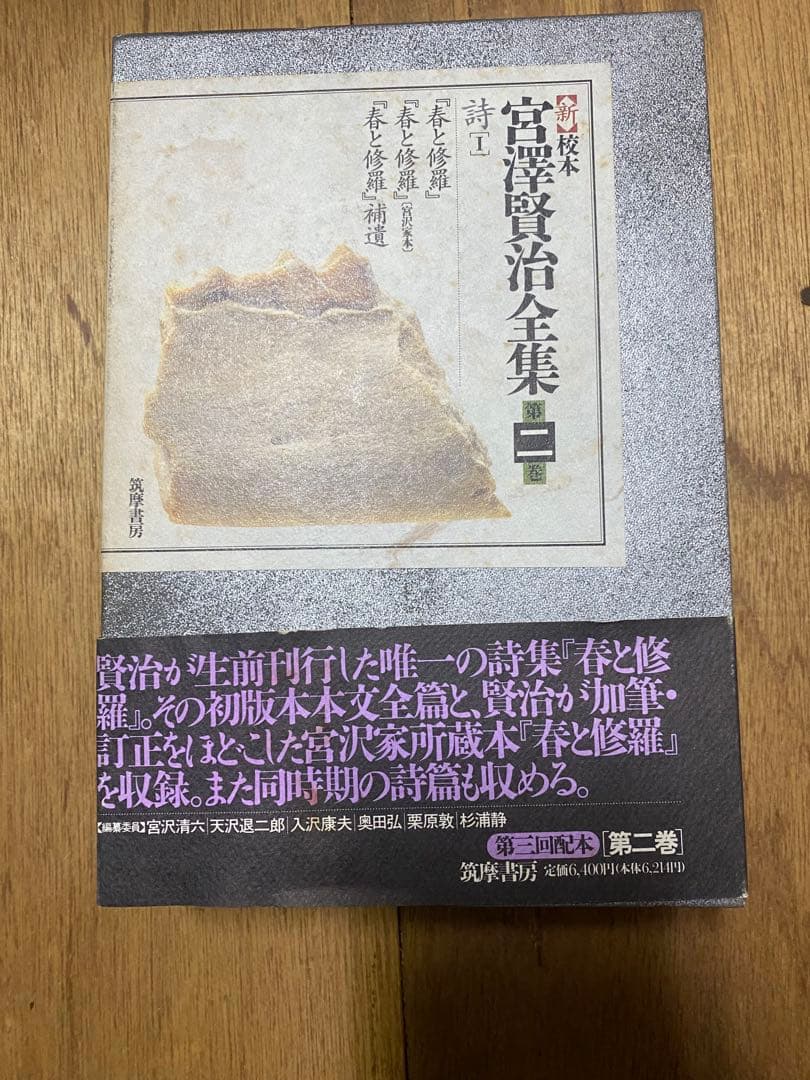 【新】校本
宮澤賢治全集
第二巻
詩[I]
『春と修羅』
『春と修羅』[宮沢家本]
『春と修羅』補遺
筑摩書房
賢治が生前刊行した唯一の詩集『春と修
羅』。その初版本本文全篇と、賢治が加筆・
訂正をほどこした宮沢家所蔵本『春と修羅』
を収録。また同時期の詩篇も収める。
【編纂委員】宮沢清六|天沢退二郎|入沢康夫|奥田弘|栗原敦|杉浦静
第三回配本[第二巻]
筑摩書房 定価6,400円(本体6,214円)